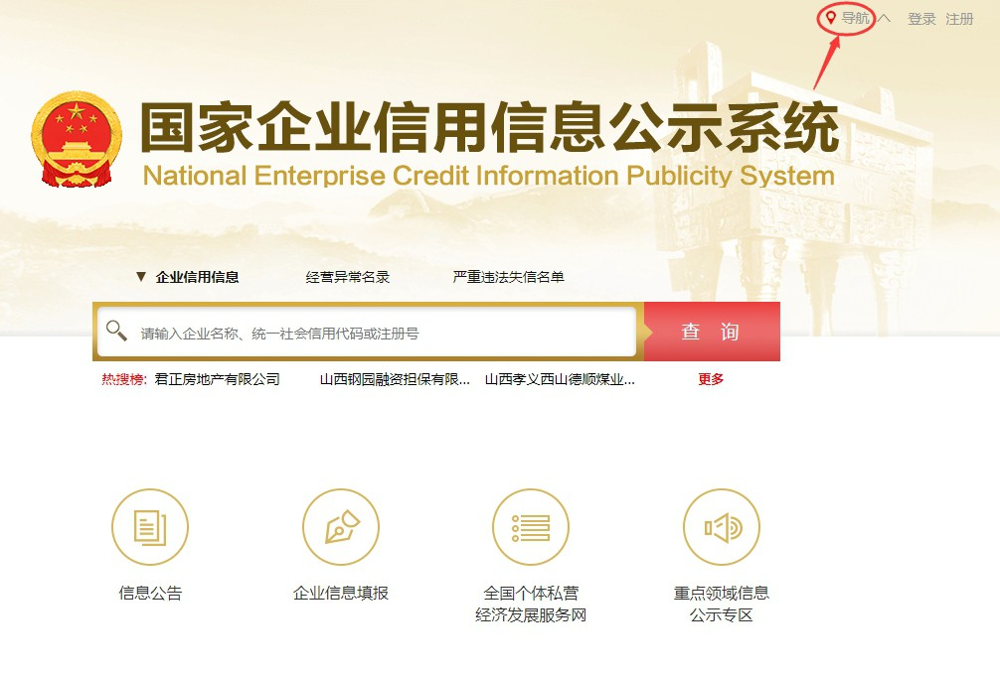 导航 登录 注册
国家企业信用信息公示系统
National Enterprise Credit Information Publicity System
企业信用信息 经营异常名录 严重违法失信名单
请输入企业名称、统一社会信用代码或注册号 查 询
热搜榜: 君正房地产有限公司 山西钢园融资担保有限... 山西孝义西山德顺煤业... 更多
信息公告 企业信息填报 全国个体私营 重点领域信息
经济发展服务网 公示专区